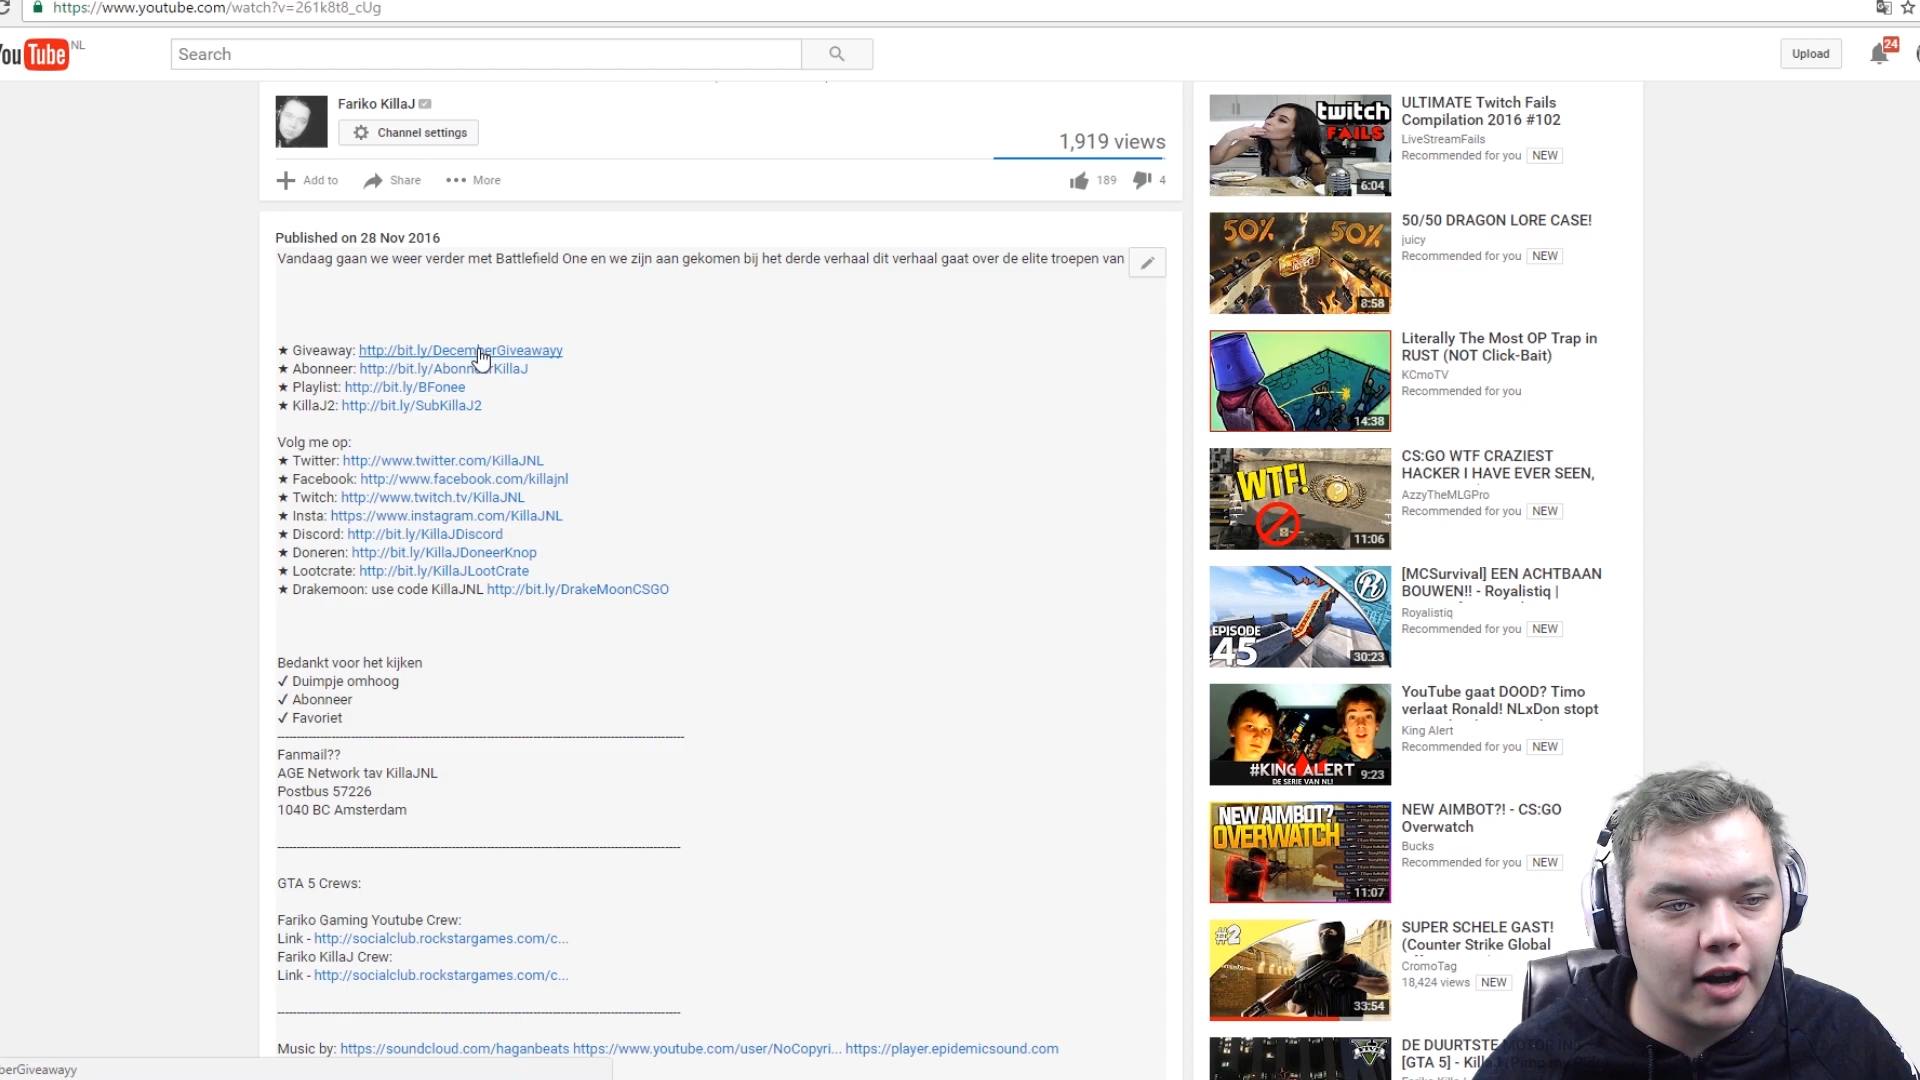 https://www.youtube.com/watch?v=261k8t8_cUg
You Tube NL
Search
Upload
24
Fariko KillaJ
Channel settings
1,919 views
Add to
Share
More
189
4
Published on 28 Nov 2016
Vandaag gaan we weer verder met Battlefield One en we zijn aan gekomen bij het derde verhaal dit verhaal gaat over de elite troepen van
★ Giveaway: http://bit.ly/DecemberGiveawayy
★ Abonneer: http://bit.ly/AbonneerKillaJ
★ Playlist: http://bit.ly/BFonee
★ KillaJ2: http://bit.ly/SubKillaJ2
Volg me op:
★ Twitter: http://www.twitter.com/KillaJNL
★ Facebook: http://www.facebook.com/killajnl
★ Twitch: http://www.twitch.tv/KillaJNL
★ Insta: https://www.instagram.com/KillaJNL
★ Discord: http://bit.ly/KillaJDiscord
★ Doneren: http://bit.ly/KillaJDoneerKnop
★ Lootcrate: http://bit.ly/KillaJLootCrate
★ Drakemoon: use code KillaJNL http://bit.ly/DrakeMoonCSGO
Bedankt voor het kijken
✓ Duimpje omhoog
✓ Abonneer
✓ Favoriet
Fanmail??
AGE Network tav KillaJNL
Postbus 57226
1040 BC Amsterdam
GTA 5 Crews:
Fariko Gaming Youtube Crew:
Link - http://socialclub.rockstargames.com/c...
Fariko KillaJ Crew:
Link - http://socialclub.rockstargames.com/c...
Music by: https://soundcloud.com/haganbeats https://www.youtube.com/user/NoCopyri... https://player.epidemicsound.com
berGiveawayy
twitch
FAILS
6:04
ULTIMATE Twitch Fails
Compilation 2016 #102
LiveStreamFails
Recommended for you NEW
50% 50%
8:58
50/50 DRAGON LORE CASE!
juicy
Recommended for you NEW
14:38
Literally The Most OP Trap in
RUST (NOT Click-Bait)
KCmoTV
Recommended for you
WTF!
11:06
CS:GO WTF CRAZIEST
HACKER I HAVE EVER SEEN,
AzzyTheMLGPro
Recommended for you NEW
EPISODE
45
30:23
[MCSurvival] EEN ACHTBAAN
BOUWEN!! - Royalistiq |
Royalistiq
Recommended for you NEW
#KING ALERT
DE SERIE VAN NL!
9:23
YouTube gaat DOOD? Timo
verlaat Ronald! NLxDon stopt
King Alert
Recommended for you NEW
NEW AIMBOT?
OVERWATCH
11:07
NEW AIMBOT?! - CS:GO
Overwatch
Bucks
Recommended for you NEW
#2
33:54
SUPER SCHELE GAST!
(Counter Strike Global
CromoTag
18,424 views NEW
V
DE DUURTSTE MOTOR IN
[GTA 5] - KillaJ